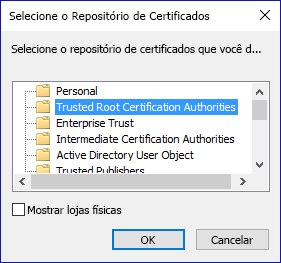 Selecione o Repositório de Certificados
Selecione o repositório de certificados que você d...
Personal
Trusted Root Certification Authorities
Enterprise Trust
Intermediate Certification Authorities
Active Directory User Object
Trusted Publishers
Mostrar lojas físicas
OK
Cancelar